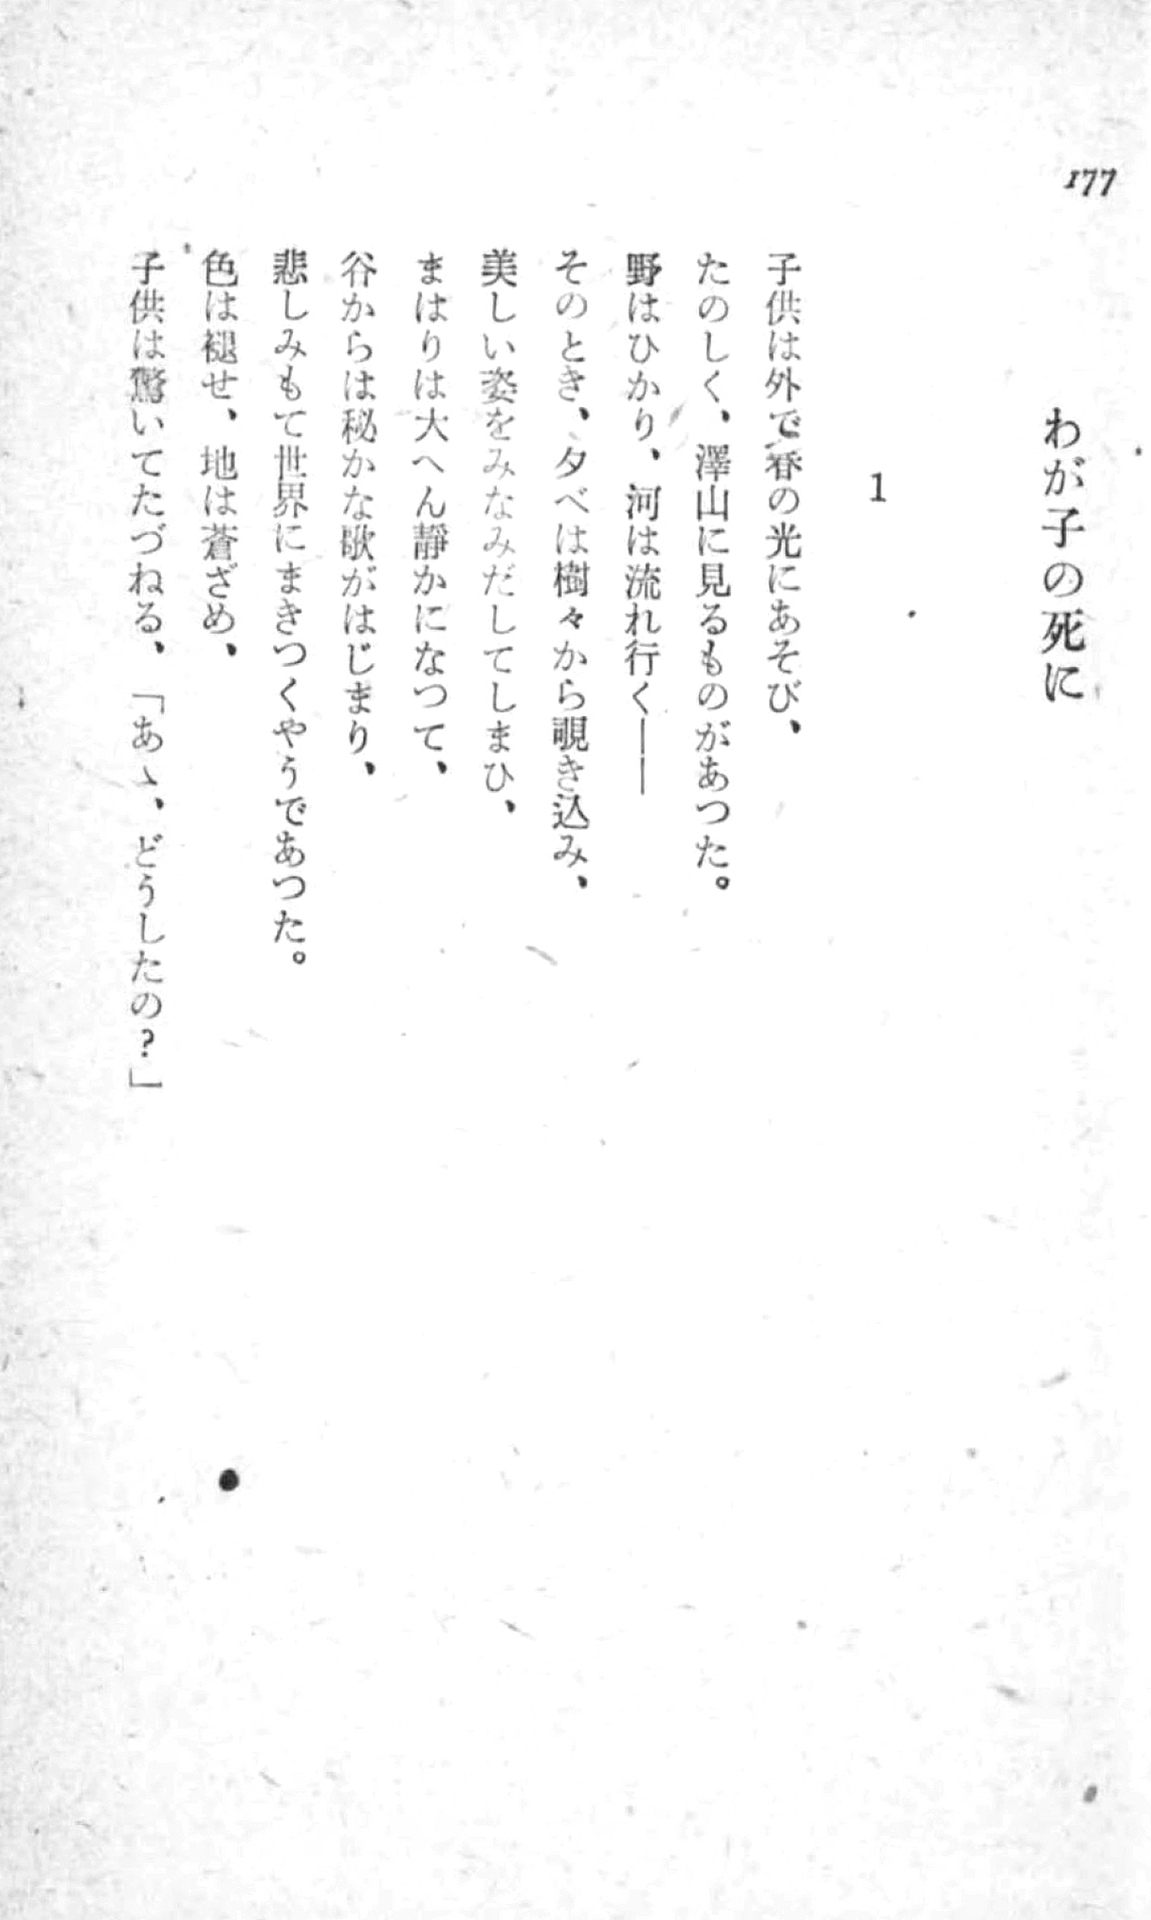 177
わが子の死に
1
子供は外で春の光にあそび、
たのしく、澤山に見るものがあつた。
野はひかり、河は流れ行く――
そのとき、夕べは樹々から覗き込み、
美しい姿をみなみだしてしまひ、
まはりは大へん靜かになつて、
谷からは秘かな歌がはじまり、
悲しみもて世界にまきつくやうであつた。
色は褪せ、地は蒼ざめ、
子供は驚いてたづねる、「あゝ、どうしたの?」